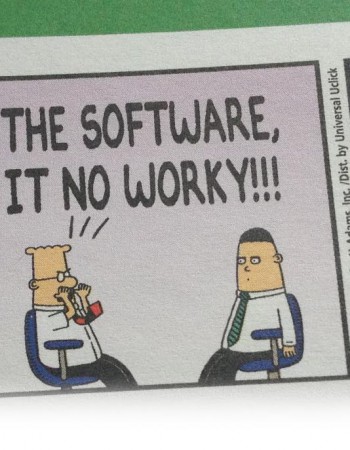 THE SOFTWARE,
IT NO WORKY!!!
Adams, Inc. /Dist. by Universal Uclick